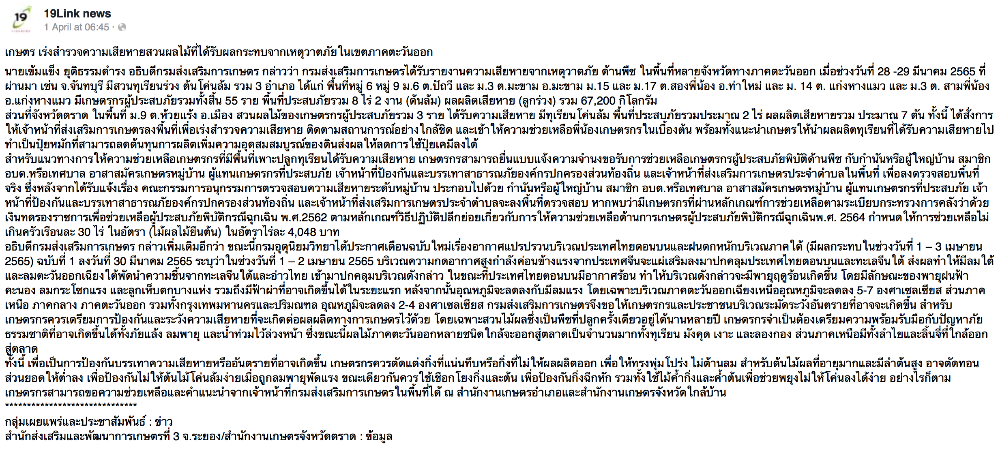 19
19Link news
1 April at 06:45 ·
เกษตร เร่งสำรวจความเสียหายสวนผลไม้ที่ได้รับผลกระทบจากเหตุวาตภัยในเขตภาคตะวันออก
นายเข้มแข็ง ยุติธรรมดำรง อธิบดีกรมส่งเสริมการเกษตร กล่าวว่า กรมส่งเสริมการเกษตรได้รับรายงานความเสียหายจากเหตุวาตภัย ด้านพืช ในพื้นที่หลายจังหวัดทางภาคตะวันออก เมื่อช่วงวันที่ 28 -29 มีนาคม 2565 ที่
ผ่านมา เช่น จ.จันทบุรี มีสวนทุเรียนร่วง ต้นโค่นล้ม รวม 3 อำเภอ ได้แก่ พื้นที่หมู่ 6 หมู่ 9 ม.6 ต.ปัถวี และ ม.3 ต.มะขาม อ.มะขาม ม.15 และ ม.17 ต.สองพี่น้อง อ.ท่าใหม่ และ ม. 14 ต. แก่งหางแมว และ ม.3 ต. สามพี่น้อง
อ.แก่งหางแมว มีเกษตรกรผู้ประสบภัยรวมทั้งสิ้น 55 ราย พื้นที่ประสบภัยรวม 8 ไร่ 2 งาน (ต้นล้ม) ผลผลิตเสียหาย (ลูกร่วง) รวม 67,200 กิโลกรัม
ส่วนที่จังหวัดตราด ในพื้นที่ ม.9 ต.ห้วยแร้ง อ.เมือง สวนผลไม้ของเกษตรกรผู้ประสบภัยรวม 3 ราย ได้รับความเสียหาย มีทุเรียนโค่นล้ม พื้นที่ประสบภัยรวมประมาณ 2 ไร่ ผลผลิตเสียหายรวม ประมาณ 7 ตัน ทั้งนี้ ได้สั่งการ
ให้เจ้าหน้าที่ส่งเสริมการเกษตรลงพื้นที่เพื่อเร่งสำรวจความเสียหาย ติดตามสถานการณ์อย่างใกล้ชิด และเข้าให้ความช่วยเหลือพี่น้องเกษตรกรในเบื้องต้น พร้อมทั้งแนะนำเกษตรให้นำผลผลิตทุเรียนที่ได้รับความเสียหายไป
ทำเป็นปุ๋ยหมักที่สามารถลดต้นทุนการผลิตเพิ่มความอุดสมสมบูรณ์ของดินส่งผลให้ลดการใช้ปุ๋ยเคมีลงได้
สำหรับแนวทางการให้ความช่วยเหลือเกษตรกรที่มีพื้นที่เพาะปลูกทุเรียนได้รับความเสียหาย เกษตรกรสามารถยื่นแบบแจ้งความจำนงขอรับการช่วยเหลือเกษตรกรผู้ประสบภัยพิบัติด้านพืช กับกำนันหรือผู้ใหญ่บ้าน สมาชิก
อบต.หรือเทศบาล อาสาสมัครเกษตรหมู่บ้าน ผู้แทนเกษตรกรที่ประสบภัย เจ้าหน้าที่ป้องกันและบรรเทาสาธารณภัยองค์กรปกครองส่วนท้องถิ่น และเจ้าหน้าที่ส่งเสริมการเกษตรประจำตำบลในพื้นที่ เพื่อลงตรวจสอบพื้นที่
จริง ซึ่งหลังจากได้รับแจ้งเรื่อง คณะกรรมการอนุกรรมการตรวจสอบความเสียหายระดับหมู่บ้าน ประกอบไปด้วย กำนันหรือผู้ใหญ่บ้าน สมาชิก อบต.หรือเทศบาล อาสาสมัครเกษตรหมู่บ้าน ผู้แทนเกษตรกรที่ประสบภัย เจ้า
หน้าที่ป้องกันและบรรเทาสาธารณภัยองค์กรปกครองส่วนท้องถิ่น และเจ้าหน้าที่ส่งเสริมการเกษตรประจำตำบลจะลงพื้นที่ตรวจสอบ หากพบว่ามีเกษตรกรที่ผ่านหลักเกณฑ์การช่วยเหลือตามระเบียบกระทรวงการคลังว่าด้วย
เงินทดรองราชการเพื่อช่วยเหลือผู้ประสบภัยพิบัติกรณีฉุกเฉิน พ.ศ.2562 ตามหลักเกณฑ์วิธีปฏิบัติปลีกย่อยเกี่ยวกับการให้ความช่วยเหลือด้านการเกษตรผู้ประสบภัยพิบัติกรณีฉุกเฉินพ.ศ. 2564 กำหนดให้การช่วยเหลือไม่
เกินครัวเรือนละ 30 ไร่ ในอัตรา (ไม้ผลไม้ยืนต้น) ในอัตราไร่ละ 4,048 บาท
อธิบดีกรมส่งเสริมการเกษตร กล่าวเพิ่มเติมอีกว่า ขณะนี้กรมอุตุนิยมวิทยาได้ประกาศเตือนฉบับใหม่เรื่องอากาศแปรปรวนบริเวณประเทศไทยตอนบนและฝนตกหนักบริเวณภาคใต้ (มีผลกระทบในช่วงวันที่ 1 – 3 เมษายน
2565) ฉบับที่ 1 ลงวันที่ 30 มีนาคม 2565 ระบุว่าในช่วงวันที่ 1 – 2 เมษายน 2565 บริเวณความกดอากาศสูงกำลังค่อนข้างแรงจากประเทศจีนจะแผ่เสริมลงมาปกคลุมประเทศไทยตอนบนและทะเลจีนใต้ ส่งผลทำให้มีลมใต้
และลมตะวันออกเฉียงใต้พัดนำความชื้นจากทะเลจีนใต้และอ่าวไทย เข้ามาปกคลุมบริเวณดังกล่าว ในขณะที่ประเทศไทยตอนบนมีอากาศร้อน ทำให้บริเวณดังกล่าวจะมีพายุฤดูร้อนเกิดขึ้น โดยมีลักษณะของพายุฝนฟ้า
คะนอง ลมกระโชกแรง และลูกเห็บตกบางแห่ง รวมถึงมีฟ้าผ่าที่อาจเกิดขึ้นได้ในระยะแรก หลังจากนั้นอุณหภูมิจะลดลงกับมีลมแรง โดยเฉพาะบริเวณภาคตะวันออกเฉียงเหนืออุณหภูมิจะลดลง 5-7 องศาเซลเซียส ส่วนภาค
เหนือ ภาคกลาง ภาคตะวันออก รวมทั้งกรุงเทพมหานครและปริมณฑล อุณหภูมิจะลดลง 2-4 องศาเซลเซียส กรมส่งเสริมการเกษตรจึงขอให้เกษตรกรและประชาชนบริเวณระมัดระวังอันตรายที่อาจจะเกิดขึ้น สำหรับ
เกษตรกรควรเตรียมการป้องกันและระวังความเสียหายที่จะเกิดต่อผลผลิตทางการเกษตรไว้ด้วย โดยเฉพาะสวนไม้ผลซึ่งเป็นพืชที่ปลูกครั้งเดียวอยู่ได้นานหลายปี เกษตรกรจำเป็นต้องเตรียมความพร้อมรับมือกับปัญหาภัย
ธรรมชาติที่อาจเกิดขึ้นได้ทั้งภัยแล้ง ลมพายุ และน้ำท่วมไว้ล่วงหน้า ซึ่งขณะนี้ผลไม้ภาคตะวันออกหลายชนิดใกล้จะออกสู่ตลาดเป็นจำนวนมากทั้งทุเรียน มังคุด เงาะ และลองกอง ส่วนภาคเหนือมีทั้งลำไยและลิ้นจี่ที่ใกล้ออก
สู่ตลาด
ทั้งนี้ เพื่อเป็นการป้องกันบรรเทาความเสียหายหรืออันตรายที่อาจเกิดขึ้น เกษตรกรควรตัดแต่งกิ่งที่แน่นทึบหรือกิ่งที่ไม่ให้ผลผลิตออก เพื่อให้ทรงพุ่มโปร่ง ไม่ต้านลม สำหรับต้นไม้ผลที่อายุมากและมีลำต้นสูง อาจตัดทอน
ส่วนยอดให้ต่ำลง เพื่อป้องกันไม่ให้ต้นไม้โค่นล้มง่ายเมื่อถูกลมพายุพัดแรง ขณะเดียวกันควรใช้เชือกโยงกิ่งและต้น เพื่อป้องกันกิ่งฉีกหัก รวมทั้งใช้ไม้ค้ำกิ่งและค้ำต้นเพื่อช่วยพยุงไม่ให้โค่นลงได้ง่าย อย่างไรก็ตาม
เกษตรกรสามารถขอความช่วยเหลือและคำแนะนำจากเจ้าหน้าที่กรมส่งเสริมการเกษตรในพื้นที่ได้ ณ สำนักงานเกษตรอำเภอและสำนักงานเกษตรจังหวัดใกล้บ้าน
******************************
กลุ่มเผยแพร่และประชาสัมพันธ์ : ข่าว
สำนักส่งเสริมและพัฒนาการเกษตรที่ 3 จ.ระยอง/สำนักงานเกษตรจังหวัดตราด : ข้อมูล